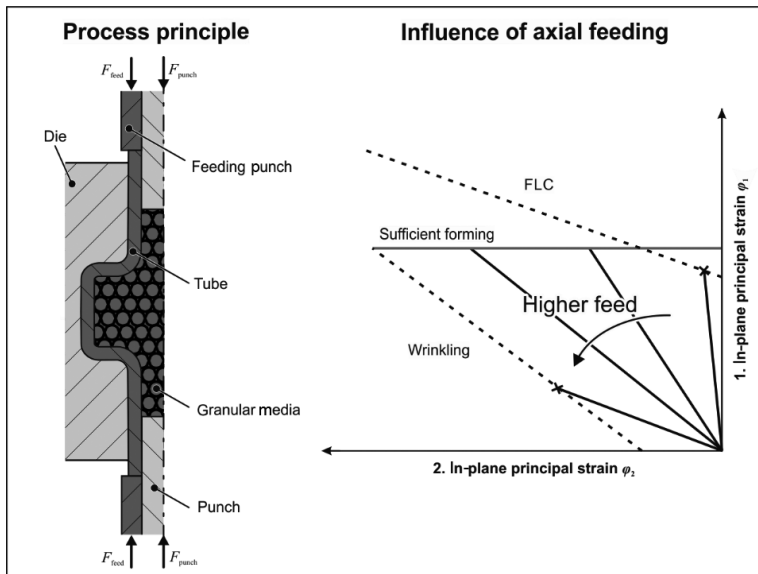 Process principle
F_feed F_punch
Die
Feeding punch
Tube
Granular media
Punch
F_feed F_punch
Influence of axial feeding
FLC
Sufficient forming
Higher feed
Wrinkling
1. In-plane principal strain φ₁
2. In-plane principal strain φ₂